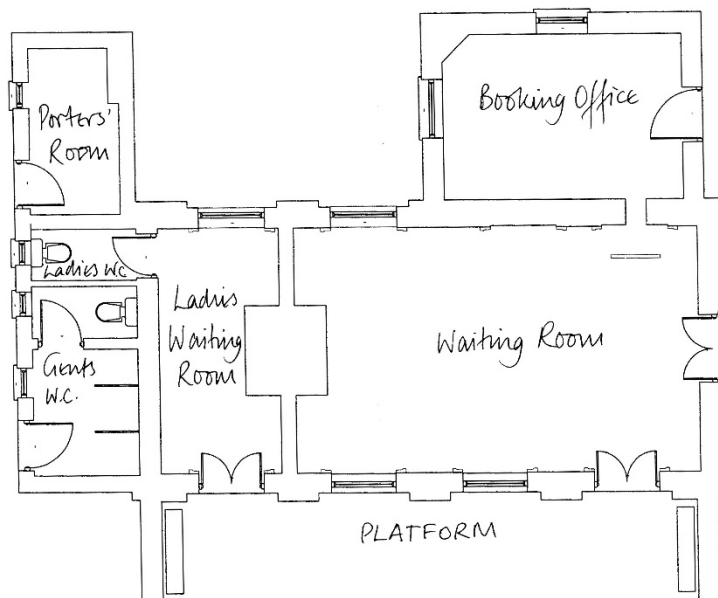 Porters'
Room
Booking Office
Ladies W.C
Ladies
Waiting
Room
Waiting Room
Gents
W.C.
PLATFORM